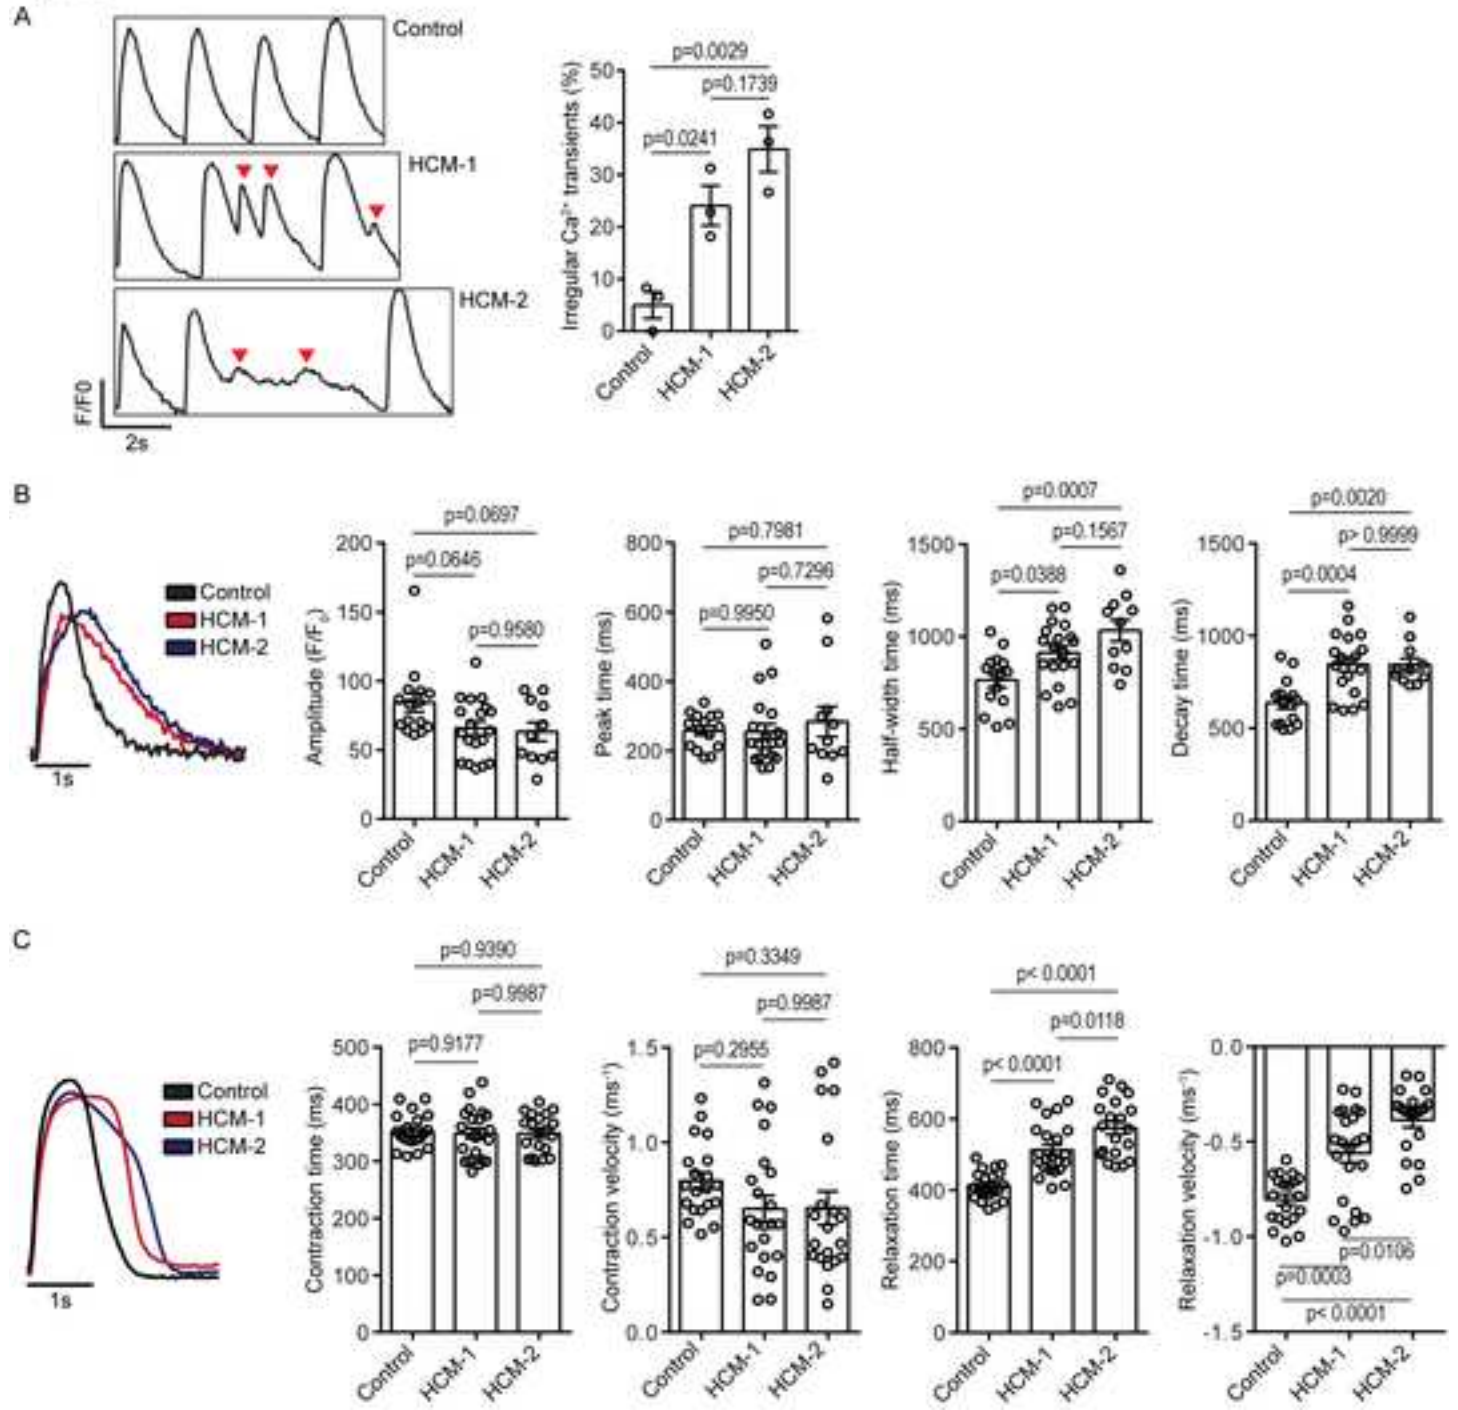 A
Control
HCM-1
HCM-2
F/F0
2s
Irregular Ca²⁺ transients (%)
50
40
30
20
10
0
p=0.0029
p=0.1739
p=0.0241
Control
HCM-1
HCM-2
B
Control
HCM-1
HCM-2
1s
Amplitude (F/F₀)
200
150
100
50
0
p=0.0697
p=0.0646
p=0.9580
Control
HCM-1
HCM-2
Peak time (ms)
800
600
400
200
0
p=0.7981
p=0.7296
p=0.9950
Control
HCM-1
HCM-2
Half-width time (ms)
1500
1000
500
0
p=0.0007
p=0.1567
p=0.0388
Control
HCM-1
HCM-2
Decay time (ms)
1500
1000
500
0
p=0.0020
p> 0.9999
p=0.0004
Control
HCM-1
HCM-2
C
Control
HCM-1
HCM-2
1s
Contraction time (ms)
500
400
300
200
100
0
p=0.9390
p=0.9987
p=0.9177
Control
HCM-1
HCM-2
Contraction velocity (ms⁻¹)
1.5
1.0
0.5
0.0
p=0.3349
p=0.9987
p=0.2955
Control
HCM-1
HCM-2
Relaxation time (ms)
800
600
400
200
0
p< 0.0001
p=0.0118
p< 0.0001
Control
HCM-1
HCM-2
Relaxation velocity (ms⁻¹)
0.0
-0.5
-1.0
-1.5
p=0.0106
p=0.0003
p< 0.0001
Control
HCM-1
HCM-2